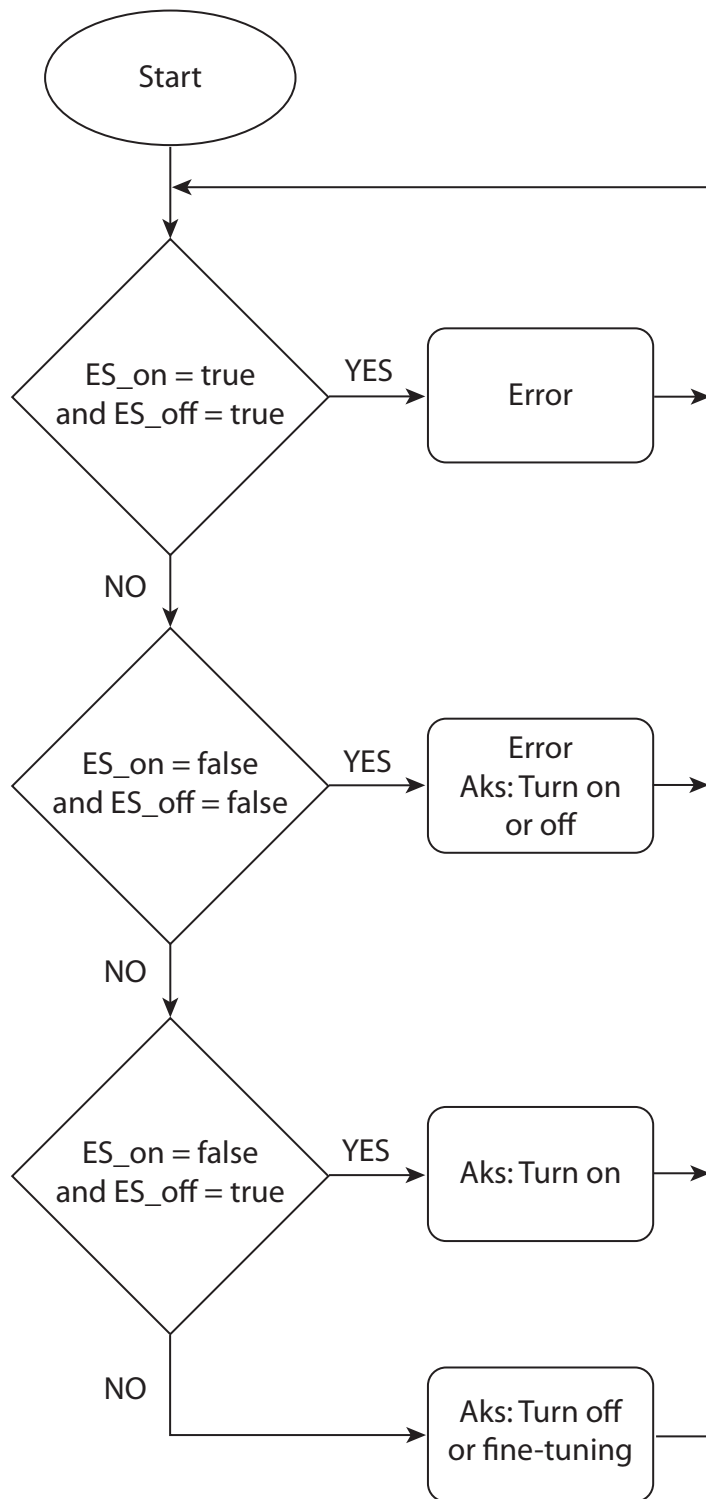 Start
ES_on = true
and ES_off = true
YES
Error
NO
ES_on = false
and ES_off = false
YES
Error
Aks: Turn on
or off
NO
ES_on = false
and ES_off = true
YES
Aks: Turn on
NO
Aks: Turn off
or fine-tuning